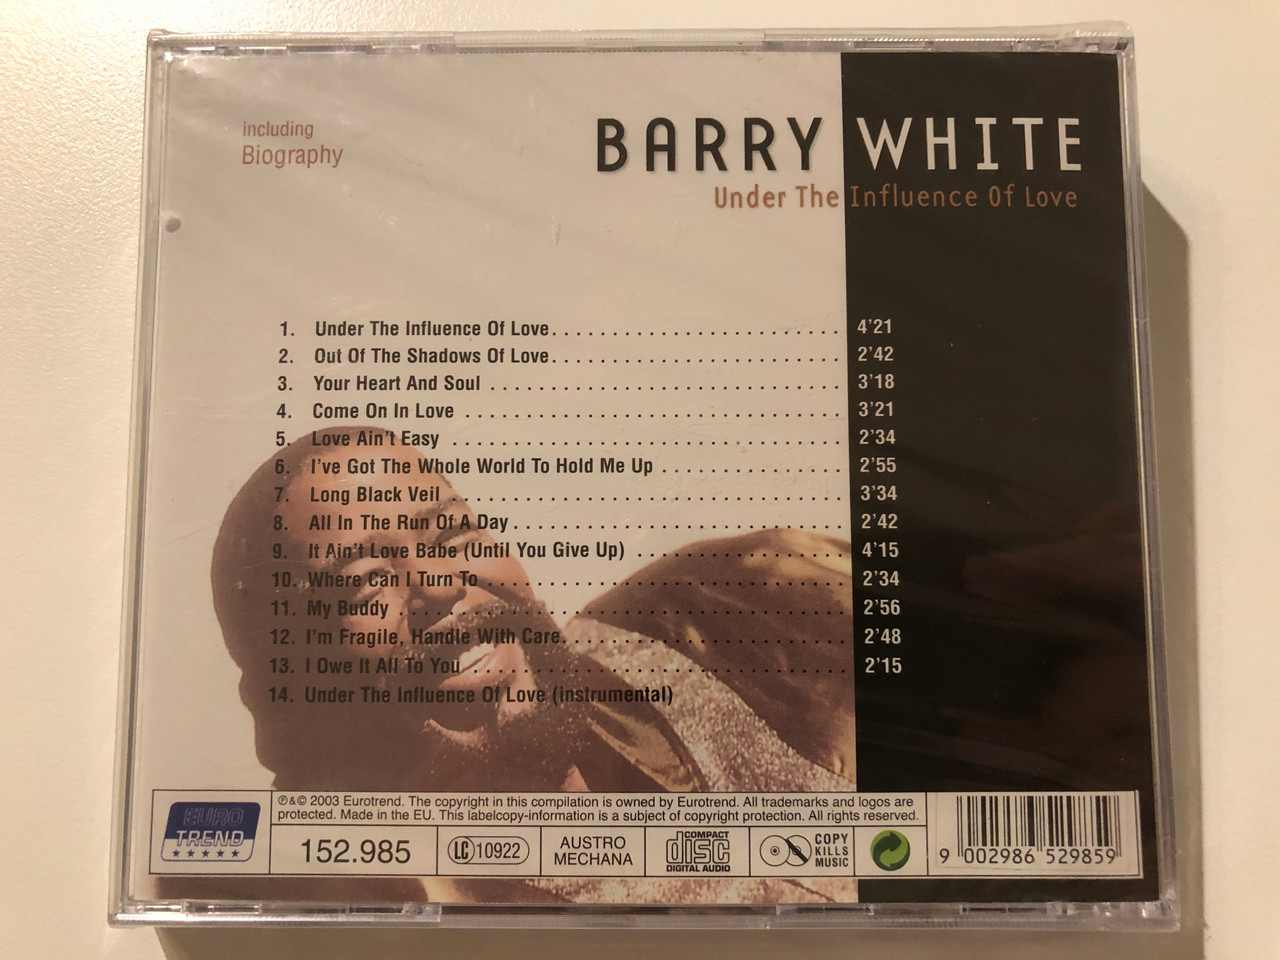 including
Biography
BARRY WHITE
Under The Influence Of Love
1. Under The Influence Of Love......................... 4'21
2. Out Of The Shadows Of Love......................... 2'42
3. Your Heart And Soul .............................. 3'18
4. Come On In Love ................................ 3'21
5. Love Ain't Easy ................................. 2'34
6. I've Got The Whole World To Hold Me Up ................ 2'55
7. Long Black Veil ................................. 3'34
8. All In The Run Of A Day............................ 2'42
9. It Ain't Love Babe (Until You Give Up) .................. 4'15
10. Where Can I Turn To .............................. 2'34
11. My Buddy ...................................... 2'56
12. I'm Fragile, Handle With Care........................ 2'48
13. I Owe It All To You ................................ 2'15
14. Under The Influence Of Love (instrumental)
EURO
TREND
℗&© 2003 Eurotrend. The copyright in this compilation is owned by Eurotrend. All trademarks and logos are
protected. Made in the EU. This labelcopy-information is a subject of copyright protection. All rights reserved.
152.985
LC 10922
AUSTRO
MECHANA
COMPACT
disc
DIGITAL AUDIO
COPY
KILLS
MUSIC
9 002986 529859